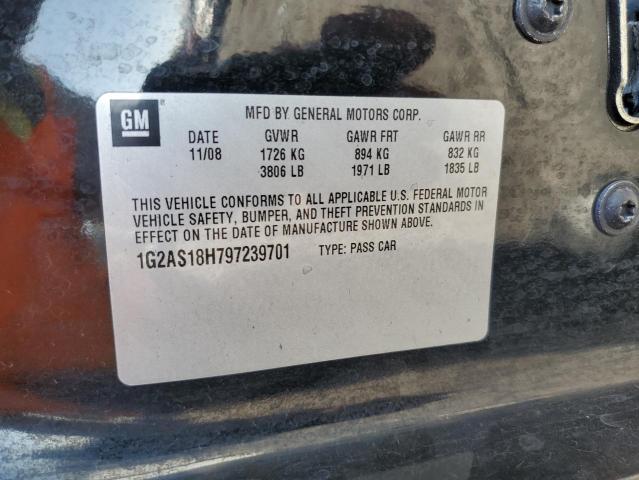 GM ®
MFD BY GENERAL MOTORS CORP.
DATE GVWR GAWR FRT GAWR RR
11/08 1726 KG 894 KG 832 KG
3806 LB 1971 LB 1835 LB
THIS VEHICLE CONFORMS TO ALL APPLICABLE U.S. FEDERAL MOTOR
VEHICLE SAFETY, BUMPER, AND THEFT PREVENTION STANDARDS IN
EFFECT ON THE DATE OF MANUFACTURE SHOWN ABOVE.
1G2AS18H797239701 TYPE: PASS CAR